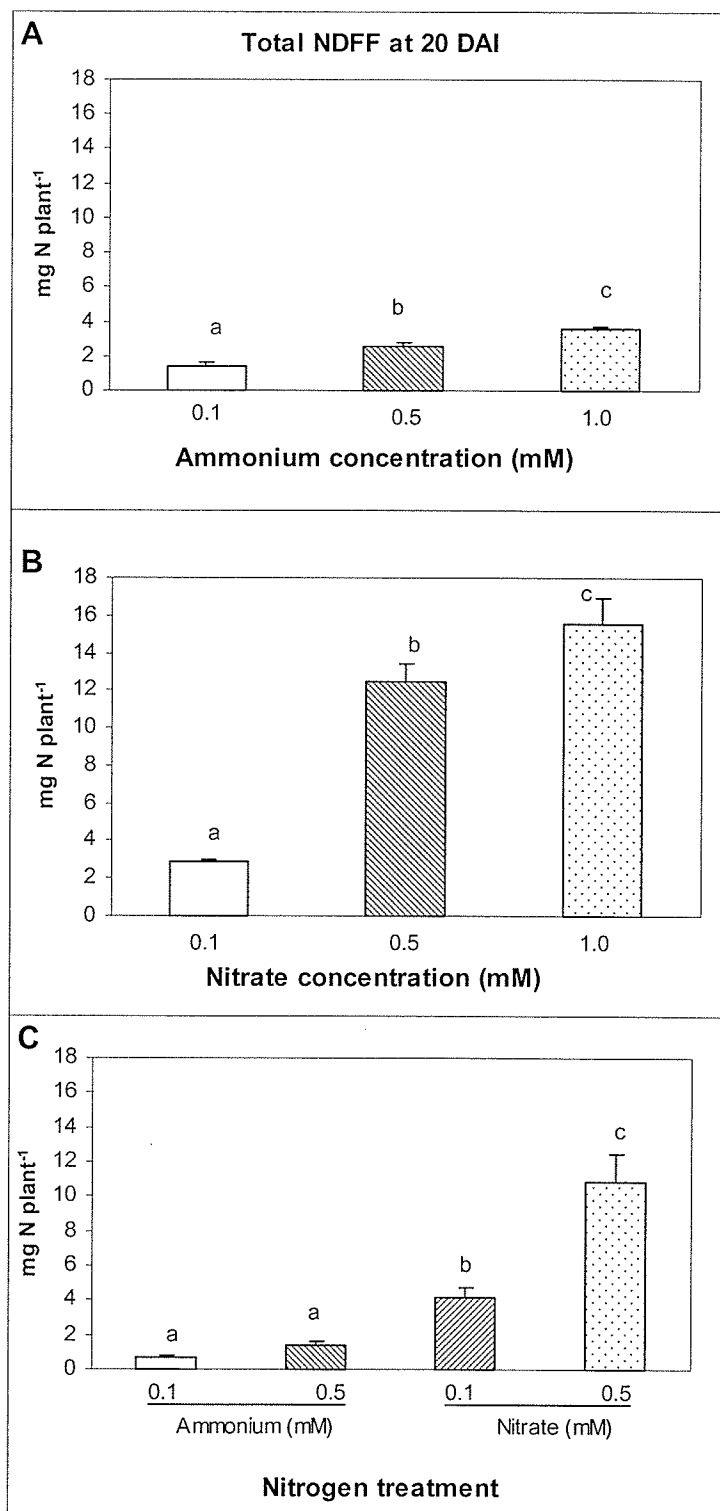 A
Total NDFF at 20 DAI
mg N plant-1
18
16
14
12
10
8
6
4
2
0
a
b
c
0.1
0.5
1.0
Ammonium concentration (mM)
B
mg N plant-1
18
16
14
12
10
8
6
4
2
0
a
b
c
0.1
0.5
1.0
Nitrate concentration (mM)
C
mg N plant-1
18
16
14
12
10
8
6
4
2
0
a
a
b
c
0.1
0.5
0.1
0.5
Ammonium (mM)
Nitrate (mM)
Nitrogen treatment